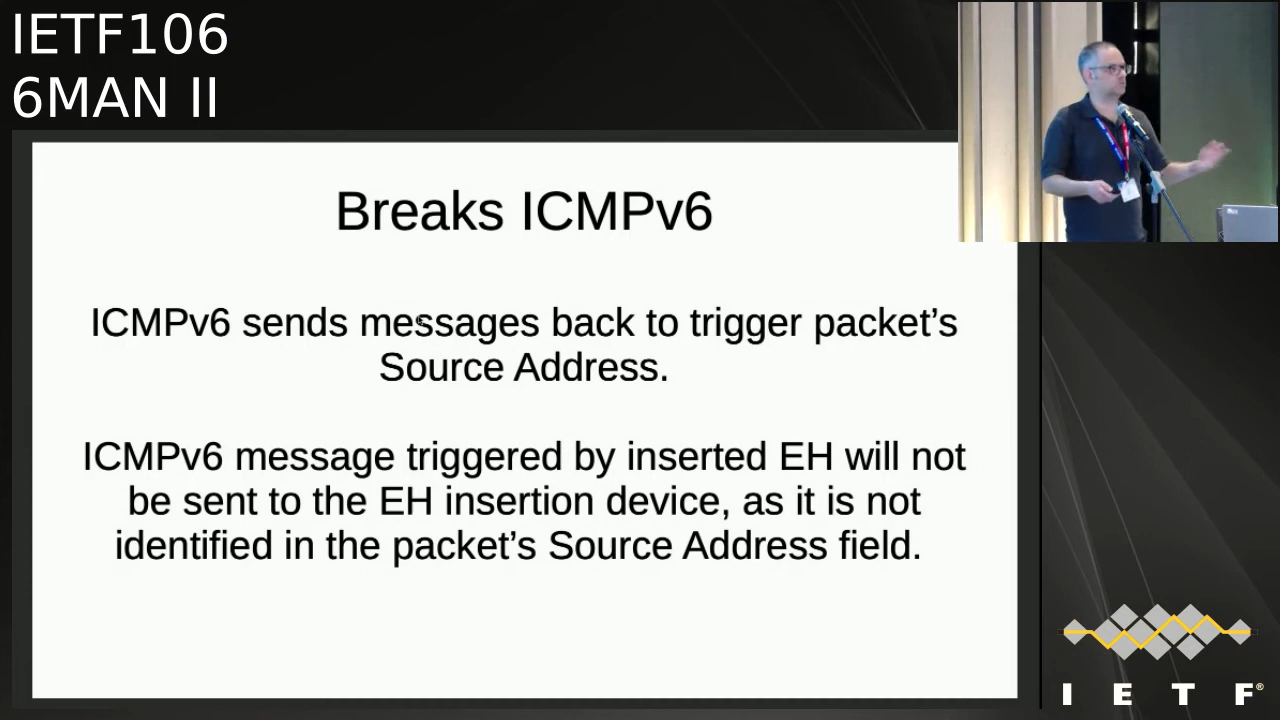 IETF106
6MAN II
Breaks ICMPv6
ICMPv6 sends messages back to trigger packet’s
Source Address.
ICMPv6 message triggered by inserted EH will not
be sent to the EH insertion device, as it is not
identified in the packet’s Source Address field.
I E T F®